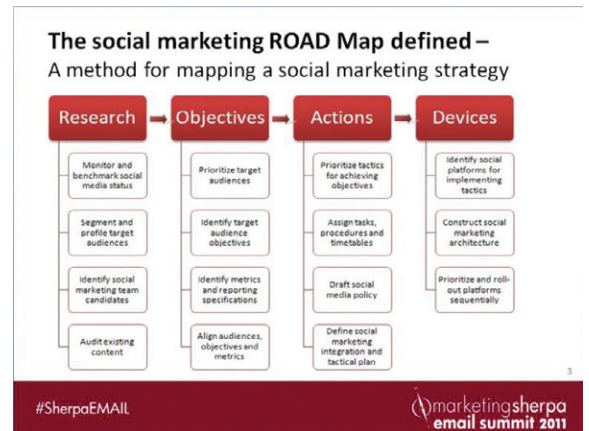 The social marketing ROAD Map defined –
A method for mapping a social marketing strategy
Research
Objectives
Actions
Devices
Monitor and
benchmark social
media status
Segment and
profile target
audiences
Identify social
marketing team
candidates
Audit existing
content
Prioritize target
audiences
Identify target
audience
objectives
Identify metrics
and reporting
specifications
Align audiences,
objectives and
metrics
Prioritize tactics
for achieving
objectives
Assign tasks,
procedures and
timetables
Draft social
media policy
Define social
marketing
integration and
tactical plan
Identify social
platforms for
implementing
tactics
Construct social
marketing
architecture
Prioritize and roll-
out platforms
sequentially
3
#SherpaEMAIL
marketingsherpa
email summit 2011